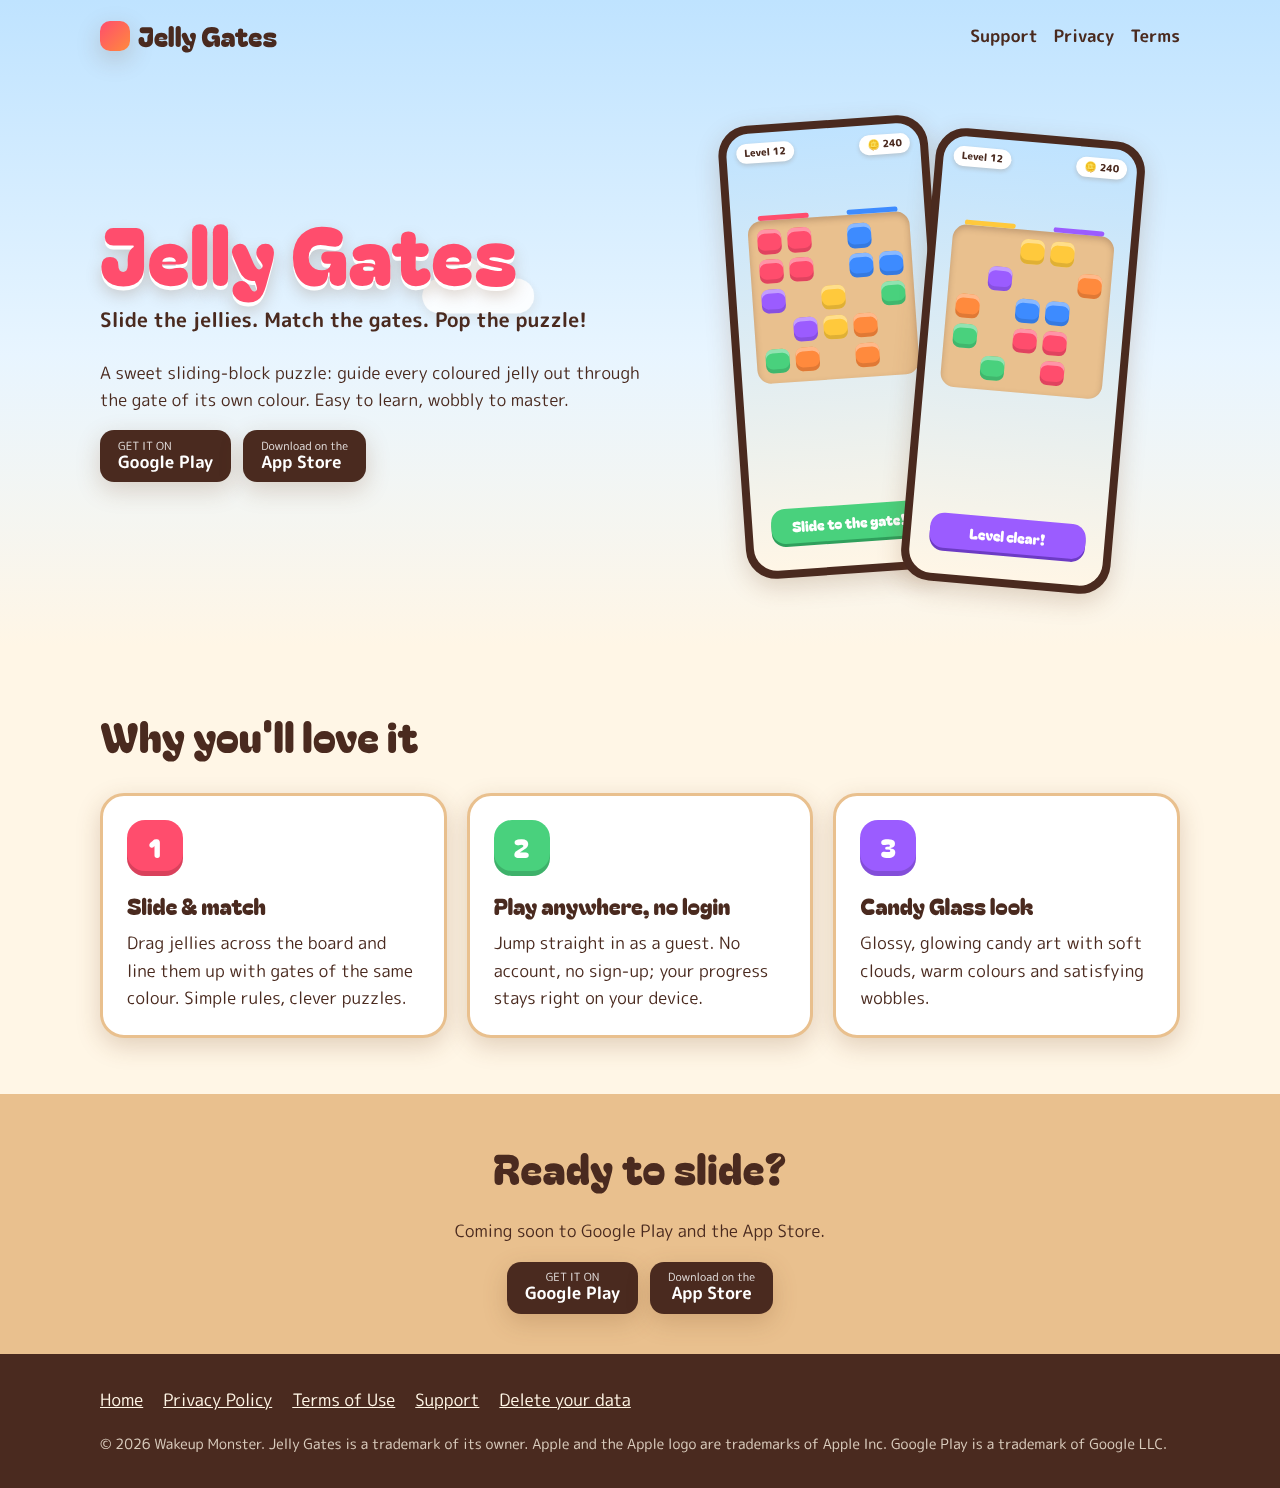 Jelly Gates
Support Privacy Terms
Jelly Gates
Slide the jellies. Match the gates. Pop the puzzle!
A sweet sliding-block puzzle: guide every coloured jelly out through
the gate of its own colour. Easy to learn, wobbly to master.
GET IT ON
Google Play
Download on the
App Store
Level 12
240
Slide to the gate!
Level 12
240
Level clear!
Why you'll love it
1
Slide & match
Drag jellies across the board and
line them up with gates of the same
colour. Simple rules, clever puzzles.
2
Play anywhere, no login
Jump straight in as a guest. No
account, no sign-up; your progress
stays right on your device.
3
Candy Glass look
Glossy, glowing candy art with soft
clouds, warm colours and satisfying
wobbles.
Ready to slide?
Coming soon to Google Play and the App Store.
GET IT ON
Google Play
Download on the
App Store
Home Privacy Policy Terms of Use Support Delete your data
© 2026 Wakeup Monster. Jelly Gates is a trademark of its owner. Apple and the Apple logo are trademarks of Apple Inc. Google Play is a trademark of Google LLC.